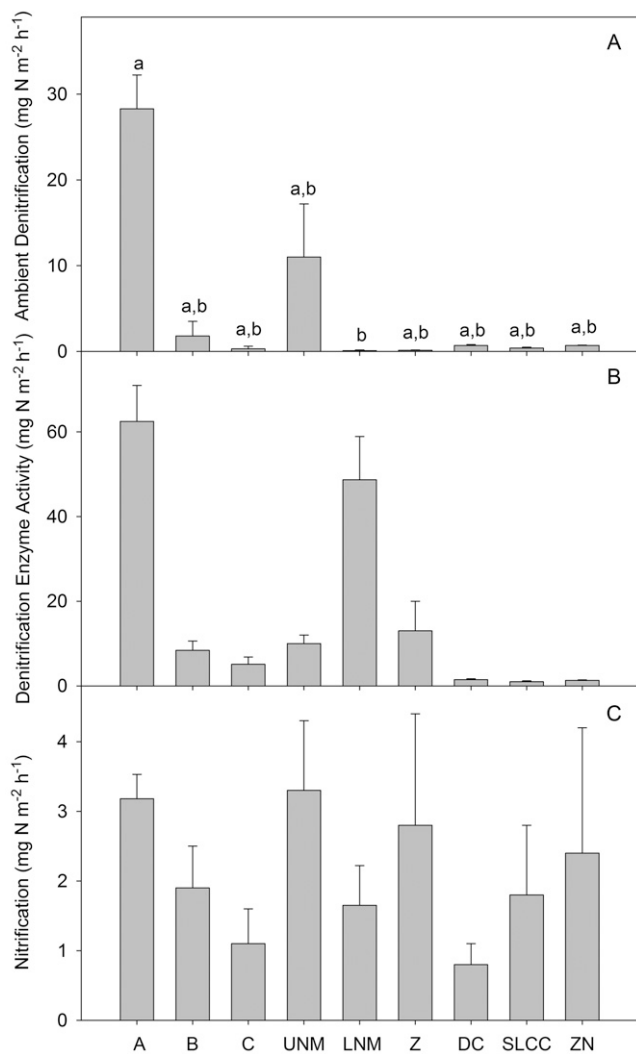 A
Ambient Denitrification (mg N m⁻² h⁻¹)
30
20
10
0
a
a,b
a,b
a,b
b
a,b
a,b
a,b
a,b
B
Denitrification Enzyme Activity (mg N m⁻² h⁻¹)
60
40
20
0
C
Nitrification (mg N m⁻² h⁻¹)
4
3
2
1
0
A B C UNM LNM Z DC SLCC ZN